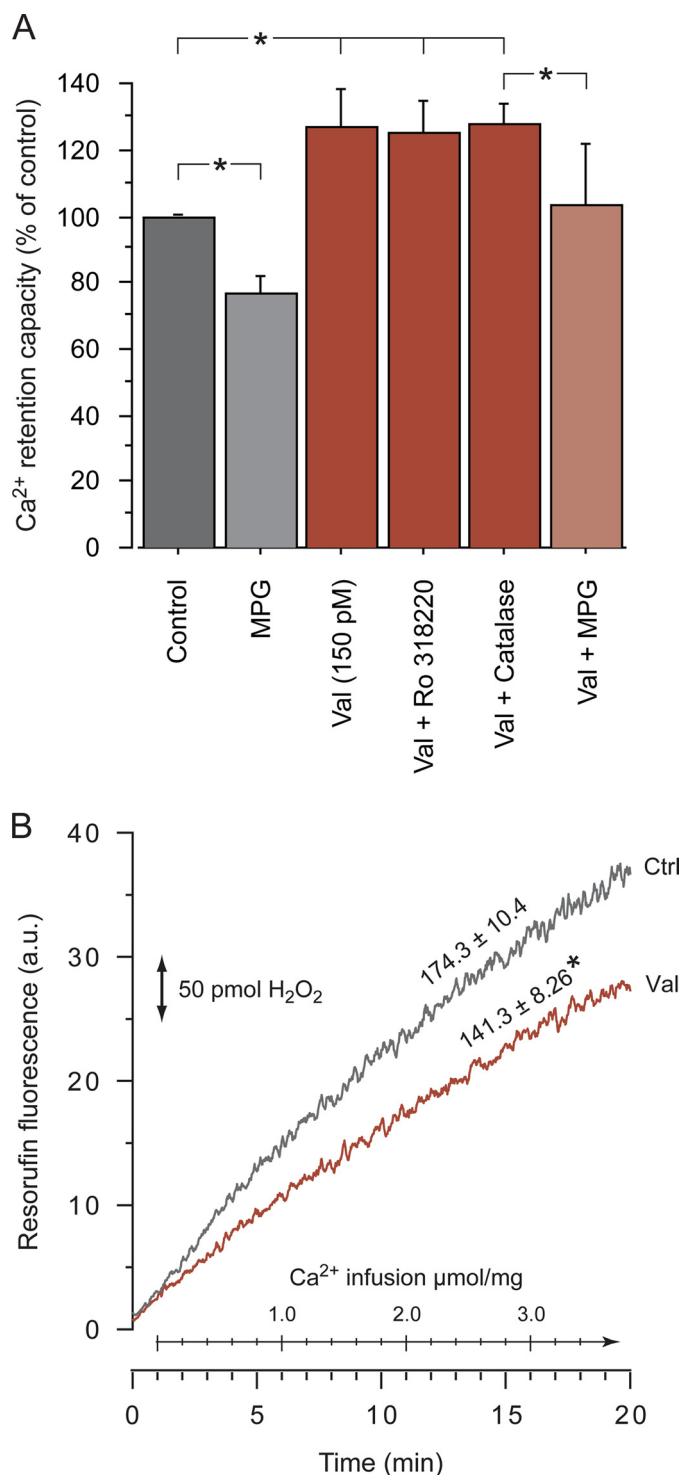 A
*
*
*
Ca2+ retention capacity (% of control)
140
120
100
80
60
40
20
0
Control
MPG
Val (150 pM)
Val + Ro 318220
Val + Catalase
Val + MPG
B
Resorufin fluorescence (a.u.)
40
30
20
10
0
50 pmol H2O2
174.3 ± 10.4
Ctrl
141.3 ± 8.26*
Val
Ca2+ infusion μmol/mg
1.0 2.0 3.0
0 5 10 15 20
Time (min)